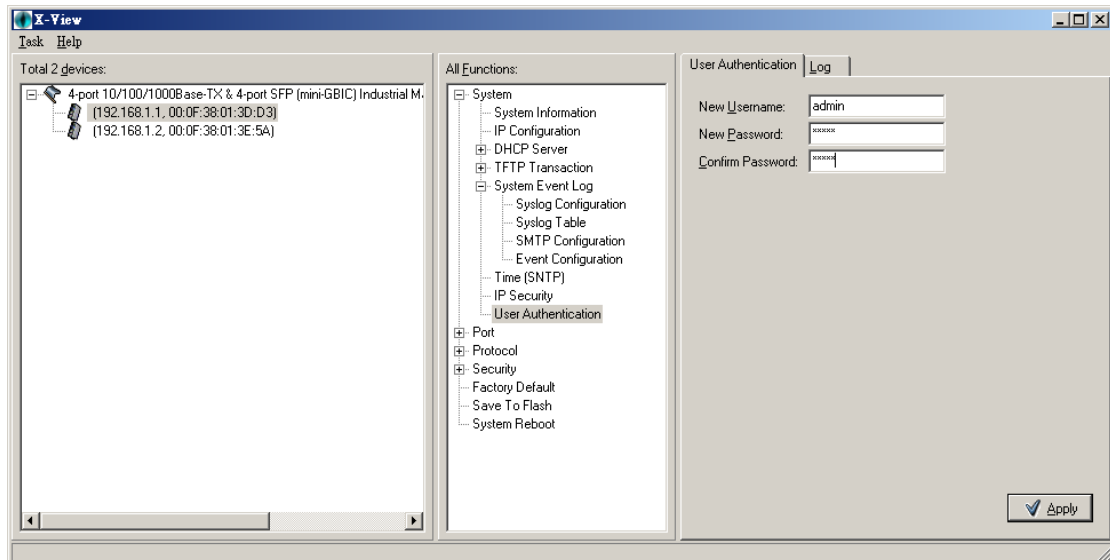 X-View
Task Help
Total 2 devices:
4-port 10/100/1000Base-TX & 4-port SFP (mini-GBIC) Industrial M
(192.168.1.1, 00:0F:38:01:3D:D3)
(192.168.1.2, 00:0F:38:01:3E:5A)
All Functions:
System
System Information
IP Configuration
DHCP Server
TFTP Transaction
System Event Log
Syslog Configuration
Syslog Table
SMTP Configuration
Event Configuration
Time (SNTP)
IP Security
User Authentication
Port
Protocol
Security
Factory Default
Save To Flash
System Reboot
User Authentication Log
New Username: admin
New Password: *****
Confirm Password: *****
Apply